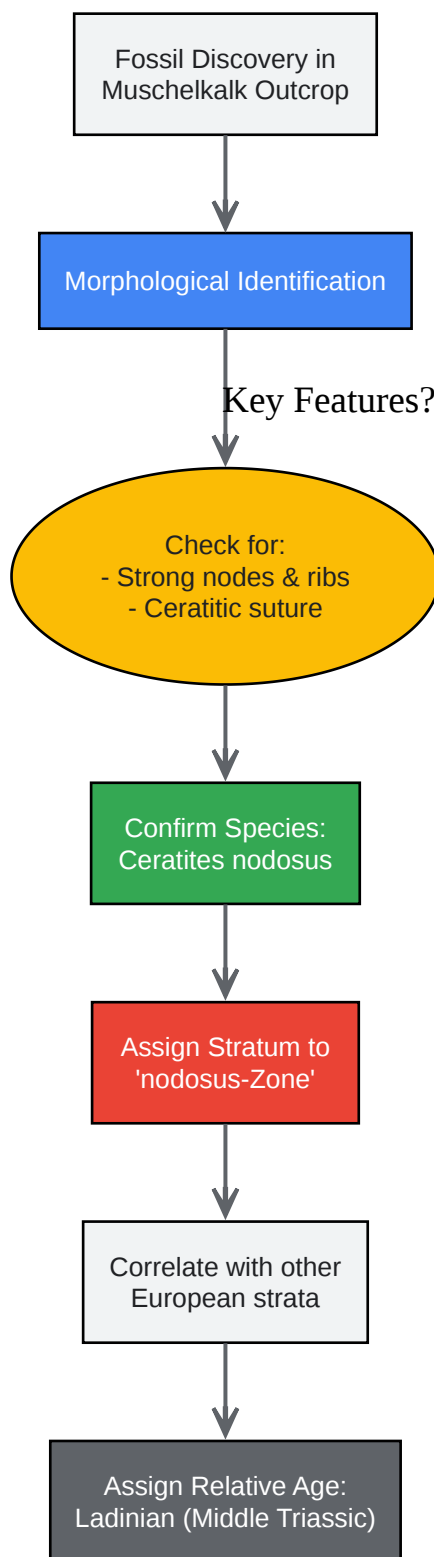 Fossil Discovery in
Muschelkalk Outcrop
Morphological Identification
Key Features?
Check for:
- Strong nodes & ribs
- Ceratitic suture
Confirm Species:
Ceratites nodosus
Assign Stratum to
'nodosus-Zone'
Correlate with other
European strata
Assign Relative Age:
Ladinian (Middle Triassic)